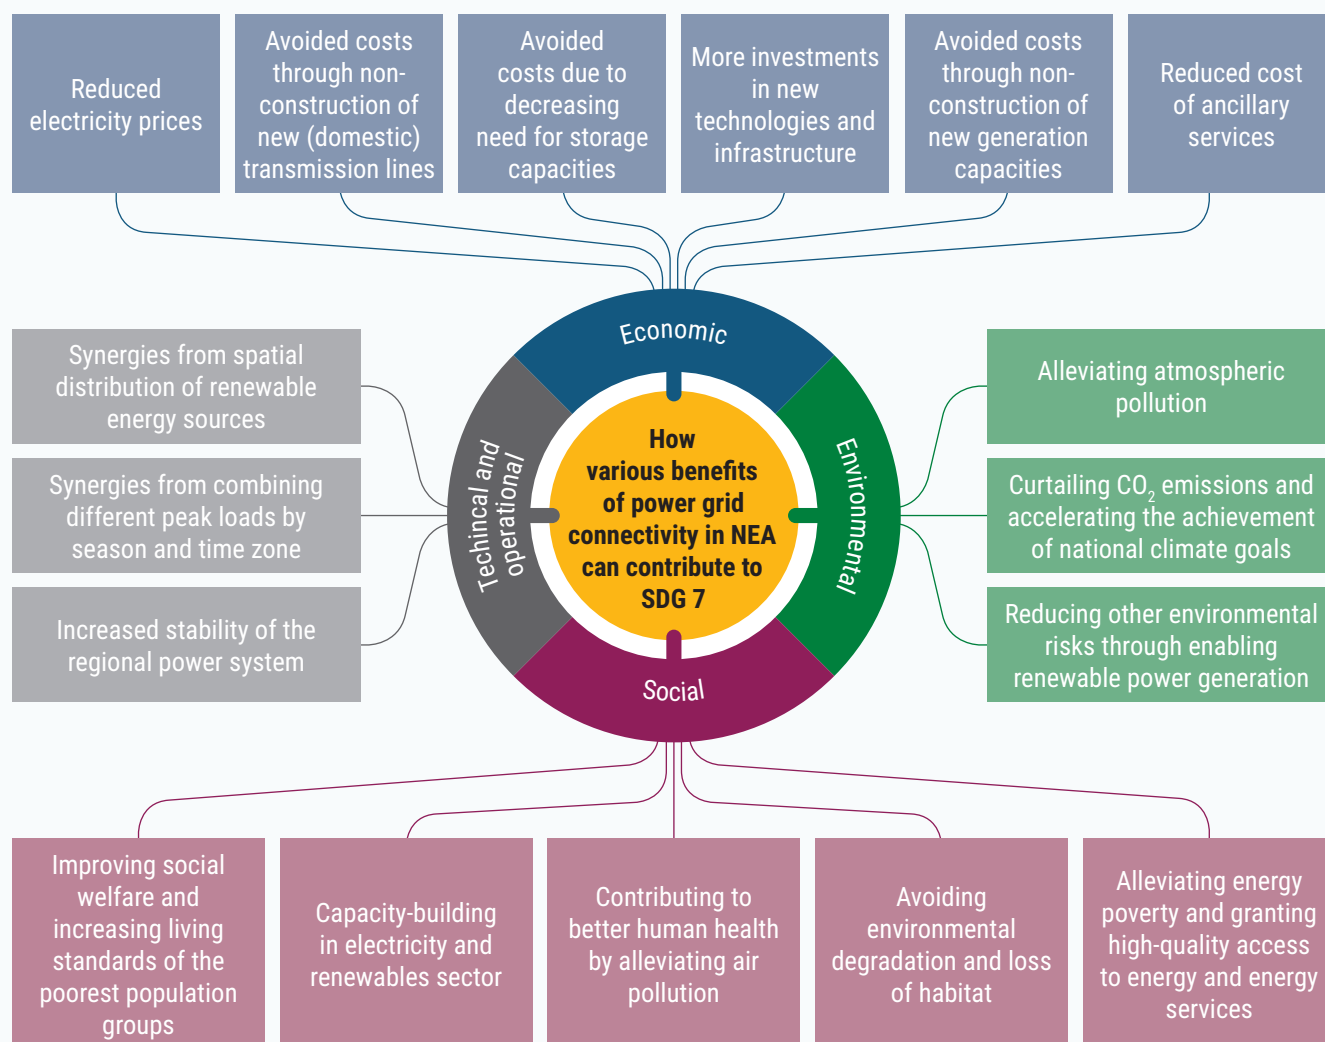 Reduced
electricity prices
Avoided costs
through non-
construction of
new (domestic)
transmission lines
Avoided
costs due to
decreasing
need for storage
capacities
More investments
in new
technologies and
infrastructure
Avoided costs
through non-
construction of
new generation
capacities
Reduced cost
of ancillary
services
Economic
Synergies from spatial
distribution of renewable
energy sources
Synergies from combining
different peak loads by
season and time zone
Increased stability of the
regional power system
Techincal and
operational
How
various benefits
of power grid
connectivity in NEA
can contribute to
SDG 7
Environmental
Alleviating atmospheric
pollution
Curtailing CO₂ emissions and
accelerating the achievement
of national climate goals
Reducing other environmental
risks through enabling
renewable power generation
Social
Improving social
welfare and
increasing living
standards of the
poorest population
groups
Capacity-building
in electricity and
renewables sector
Contributing to
better human health
by alleviating air
pollution
Avoiding
environmental
degradation and loss
of habitat
Alleviating energy
poverty and granting
high-quality access
to energy and energy
services